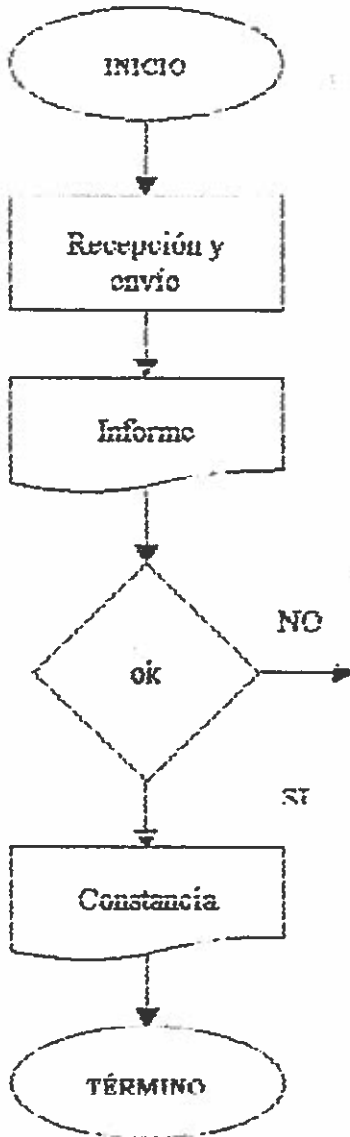 INICIO
Recepción y
envío
Informe
ok
NO
SI
Constancia
TÉRMINO